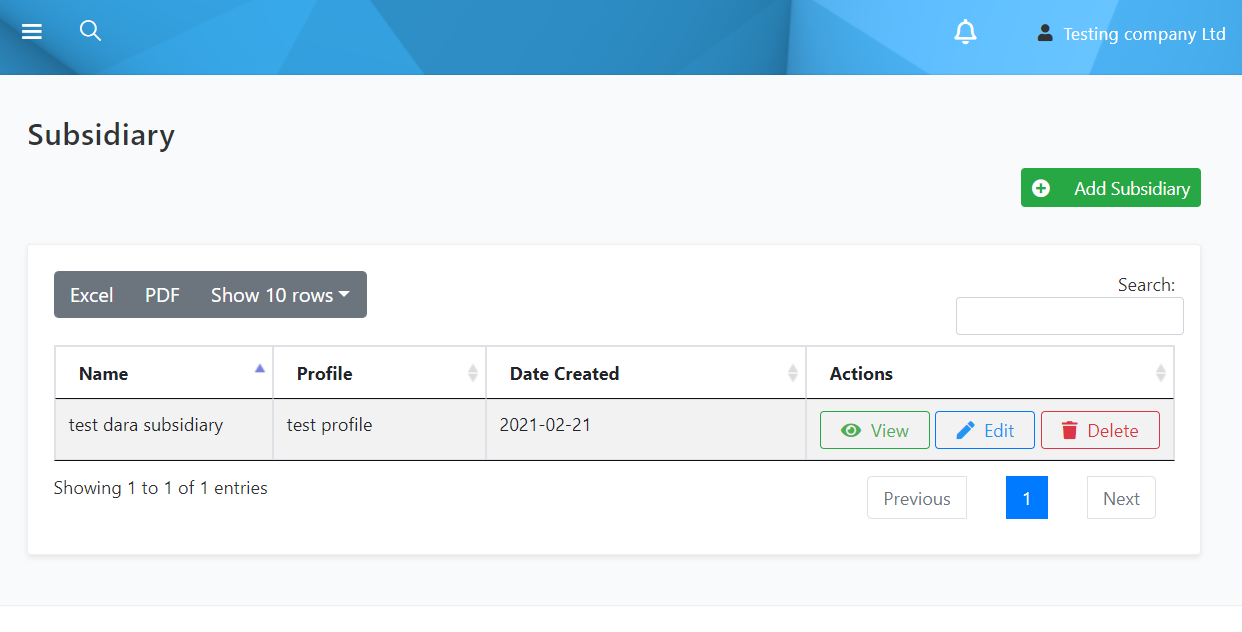 Testing company Ltd
Subsidiary
Add Subsidiary
Excel PDF Show 10 rows
Search:
Name Profile Date Created Actions
test dara subsidiary test profile 2021-02-21 View Edit Delete
Showing 1 to 1 of 1 entries
Previous 1 Next